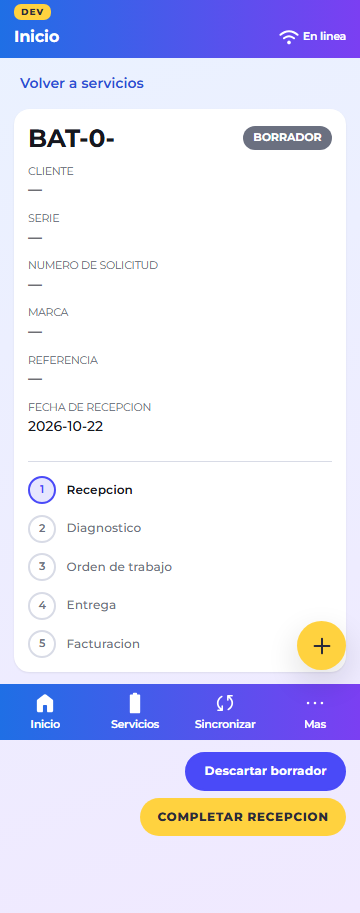 DEV
Inicio
En linea
Volver a servicios
BAT-0-
BORRADOR
CLIENTE
—
SERIE
—
NUMERO DE SOLICITUD
—
MARCA
—
REFERENCIA
—
FECHA DE RECEPCION
2026-10-22
1 Recepcion
2 Diagnostico
3 Orden de trabajo
4 Entrega
5 Facturacion
+
Inicio Servicios Sincronizar Mas
Descartar borrador
COMPLETAR RECEPCION